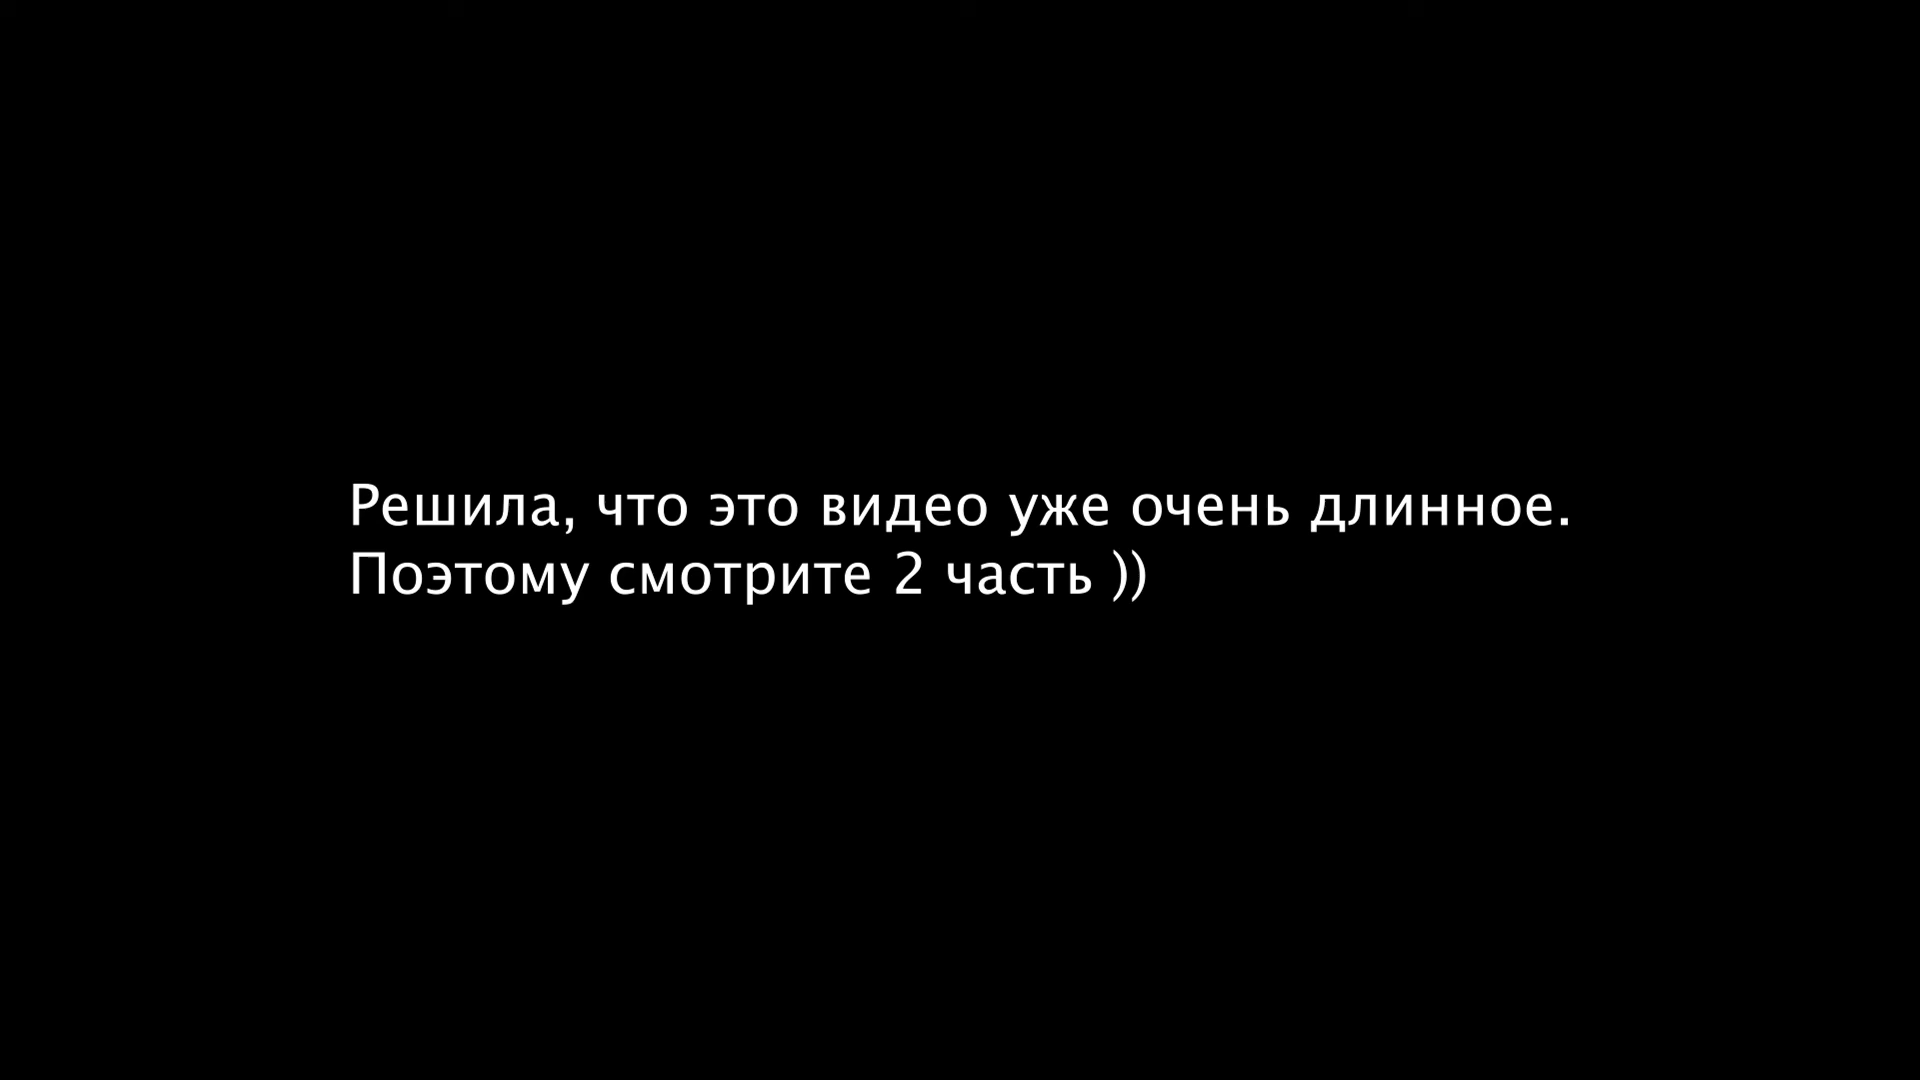 Решила, что это видео уже очень длинное.
Поэтому смотрите 2 часть ))